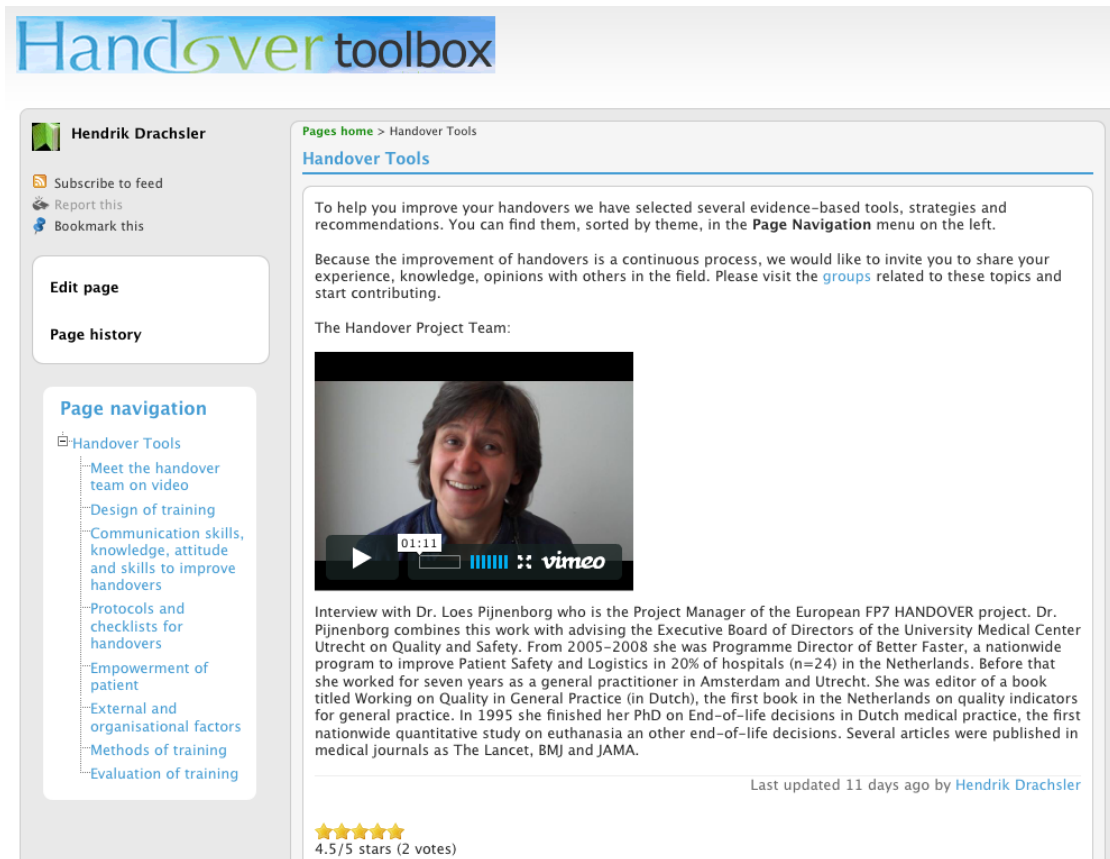 Handover toolbox
Hendrik Drachsler
Subscribe to feed
Report this
Bookmark this
Edit page
Page history
Page navigation
Handover Tools
Meet the handover
team on video
Design of training
Communication skills,
knowledge, attitude
and skills to improve
handovers
Protocols and
checklists for
handovers
Empowerment of
patient
External and
organisational factors
Methods of training
Evaluation of training
Pages home > Handover Tools
Handover Tools
To help you improve your handovers we have selected several evidence-based tools, strategies and
recommendations. You can find them, sorted by theme, in the Page Navigation menu on the left.
Because the improvement of handovers is a continuous process, we would like to invite you to share your
experience, knowledge, opinions with others in the field. Please visit the groups related to these topics and
start contributing.
The Handover Project Team:
01:11
vimeo
Interview with Dr. Loes Pijnenborg who is the Project Manager of the European FP7 HANDOVER project. Dr.
Pijnenborg combines this work with advising the Executive Board of Directors of the University Medical Center
Utrecht on Quality and Safety. From 2005-2008 she was Programme Director of Better Faster, a nationwide
program to improve Patient Safety and Logistics in 20% of hospitals (n=24) in the Netherlands. Before that
she worked for seven years as a general practitioner in Amsterdam and Utrecht. She was editor of a book
titled Working on Quality in General Practice (in Dutch), the first book in the Netherlands on quality indicators
for general practice. In 1995 she finished her PhD on End-of-life decisions in Dutch medical practice, the first
nationwide quantitative study on euthanasia an other end-of-life decisions. Several articles were published in
medical journals as The Lancet, BMJ and JAMA.
Last updated 11 days ago by Hendrik Drachsler
4.5/5 stars (2 votes)